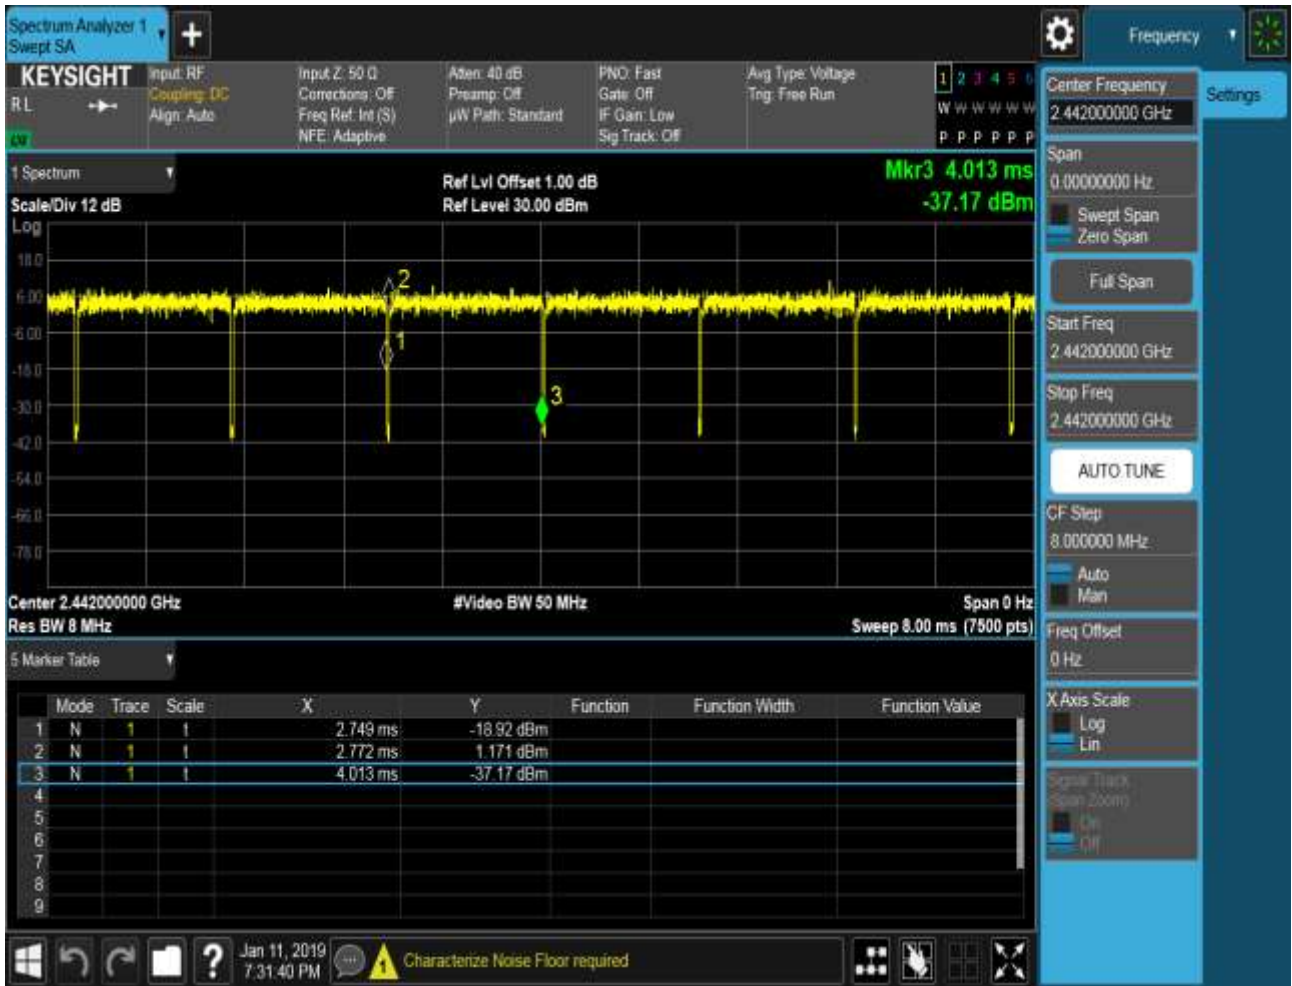 Spectrum Analyzer 1
Swept SA
+
Frequency
KEYSIGHT
RL
Input: RF
Coupling: DC
Align: Auto
Input Z: 50 Ω
Corrections: Off
Freq Ref: Int (S)
NFE: Adaptive
Atten: 40 dB
Preamp: Off
µW Path: Standard
PNO: Fast
Gate: Off
IF Gain: Low
Sig Track: Off
Avg Type: Voltage
Trig: Free Run
1 2 3 4 5 6
W W W W W W
P P P P P P
1 Spectrum
Scale/Div 12 dB
Ref Lvl Offset 1.00 dB
Ref Level 30.00 dBm
Mkr3 4.013 ms
-37.17 dBm
Log
18.0
6.00
-6.00
-18.0
-30.0
-42.0
-54.0
-66.0
-78.0
2
1
3
Center 2.442000000 GHz
Res BW 8 MHz
#Video BW 50 MHz
Span 0 Hz
Sweep 8.00 ms (7500 pts)
5 Marker Table
Mode Trace Scale X Y Function Function Width Function Value
1 N 1 t 2.749 ms -18.92 dBm
2 N 1 t 2.772 ms 1.171 dBm
3 N 1 t 4.013 ms -37.17 dBm
4
5
6
7
8
9
Jan 11, 2019
7:31:40 PM
?
1
Characterize Noise Floor required
Settings
Center Frequency
2.442000000 GHz
Span
0.00000000 Hz
Swept Span
Zero Span
Full Span
Start Freq
2.442000000 GHz
Stop Freq
2.442000000 GHz
AUTO TUNE
CF Step
8.000000 MHz
Auto
Man
Freq Offset
0 Hz
X Axis Scale
Log
Lin
Signal Track
(Span Zoom)
On
Off